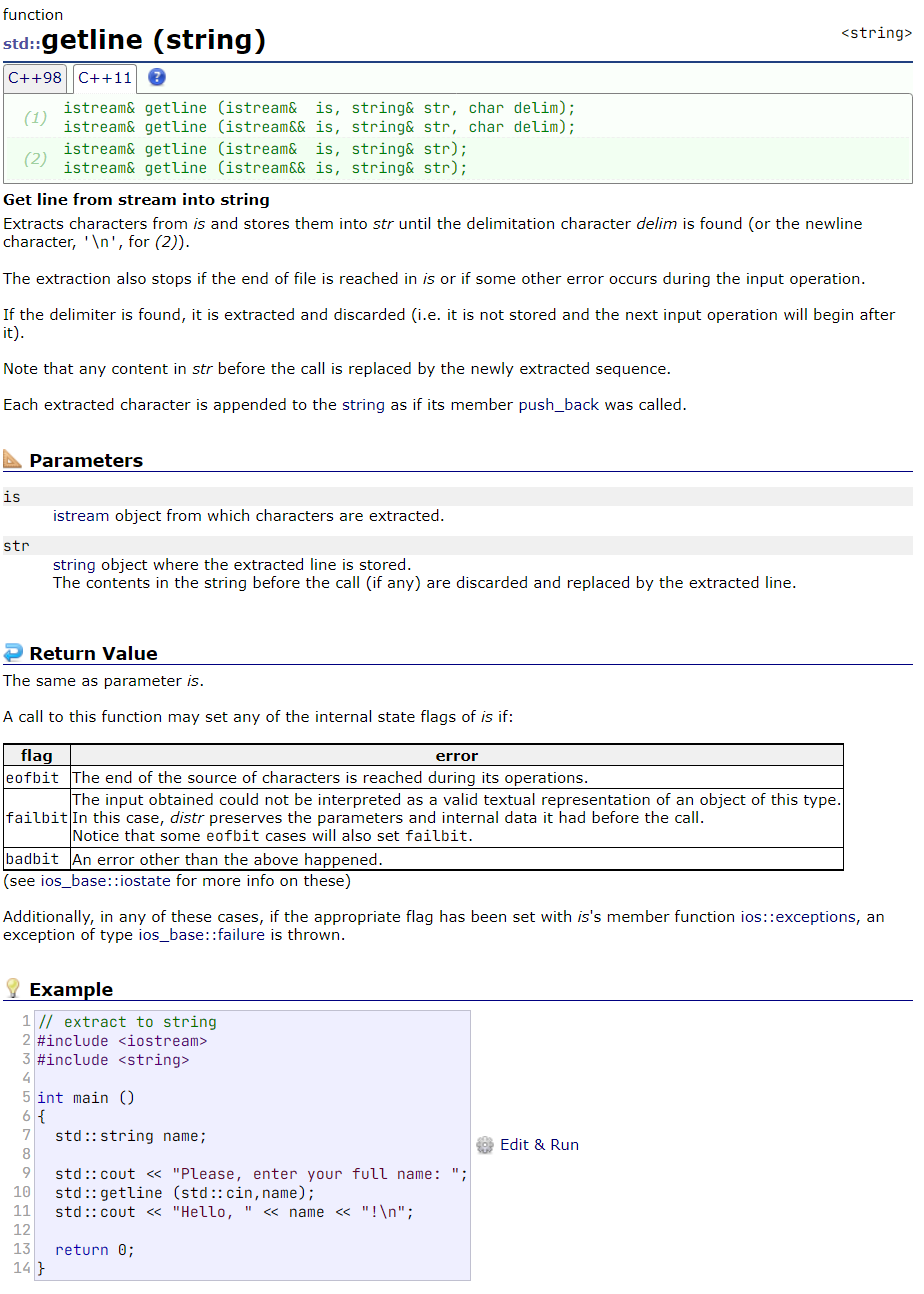 function
std::getline (string)
<string>
C++98 C++11 ?
(1) istream& getline (istream&  is, string& str, char delim);
istream& getline (istream&& is, string& str, char delim);
(2) istream& getline (istream&  is, string& str);
istream& getline (istream&& is, string& str);
Get line from stream into string
Extracts characters from is and stores them into str until the delimitation character delim is found (or the newline
character, '\n', for (2)).
The extraction also stops if the end of file is reached in is or if some other error occurs during the input operation.
If the delimiter is found, it is extracted and discarded (i.e. it is not stored and the next input operation will begin after
it).
Note that any content in str before the call is replaced by the newly extracted sequence.
Each extracted character is appended to the string as if its member push_back was called.
Parameters
is
istream object from which characters are extracted.
str
string object where the extracted line is stored.
The contents in the string before the call (if any) are discarded and replaced by the extracted line.
Return Value
The same as parameter is.
A call to this function may set any of the internal state flags of is if:
flag error
eofbit The end of the source of characters is reached during its operations.
The input obtained could not be interpreted as a valid textual representation of an object of this type.
failbit In this case, distr preserves the parameters and internal data it had before the call.
Notice that some eofbit cases will also set failbit.
badbit An error other than the above happened.
(see ios_base::iostate for more info on these)
Additionally, in any of these cases, if the appropriate flag has been set with is's member function ios::exceptions, an
exception of type ios_base::failure is thrown.
Example
1 // extract to string
2 #include <iostream>
3 #include <string>
4
5 int main ()
6 {
7   std::string name;
8
9   std::cout << "Please, enter your full name: ";
10   std::getline (std::cin,name);
11   std::cout << "Hello, " << name << "!\n";
12
13   return 0;
14 }
Edit & Run